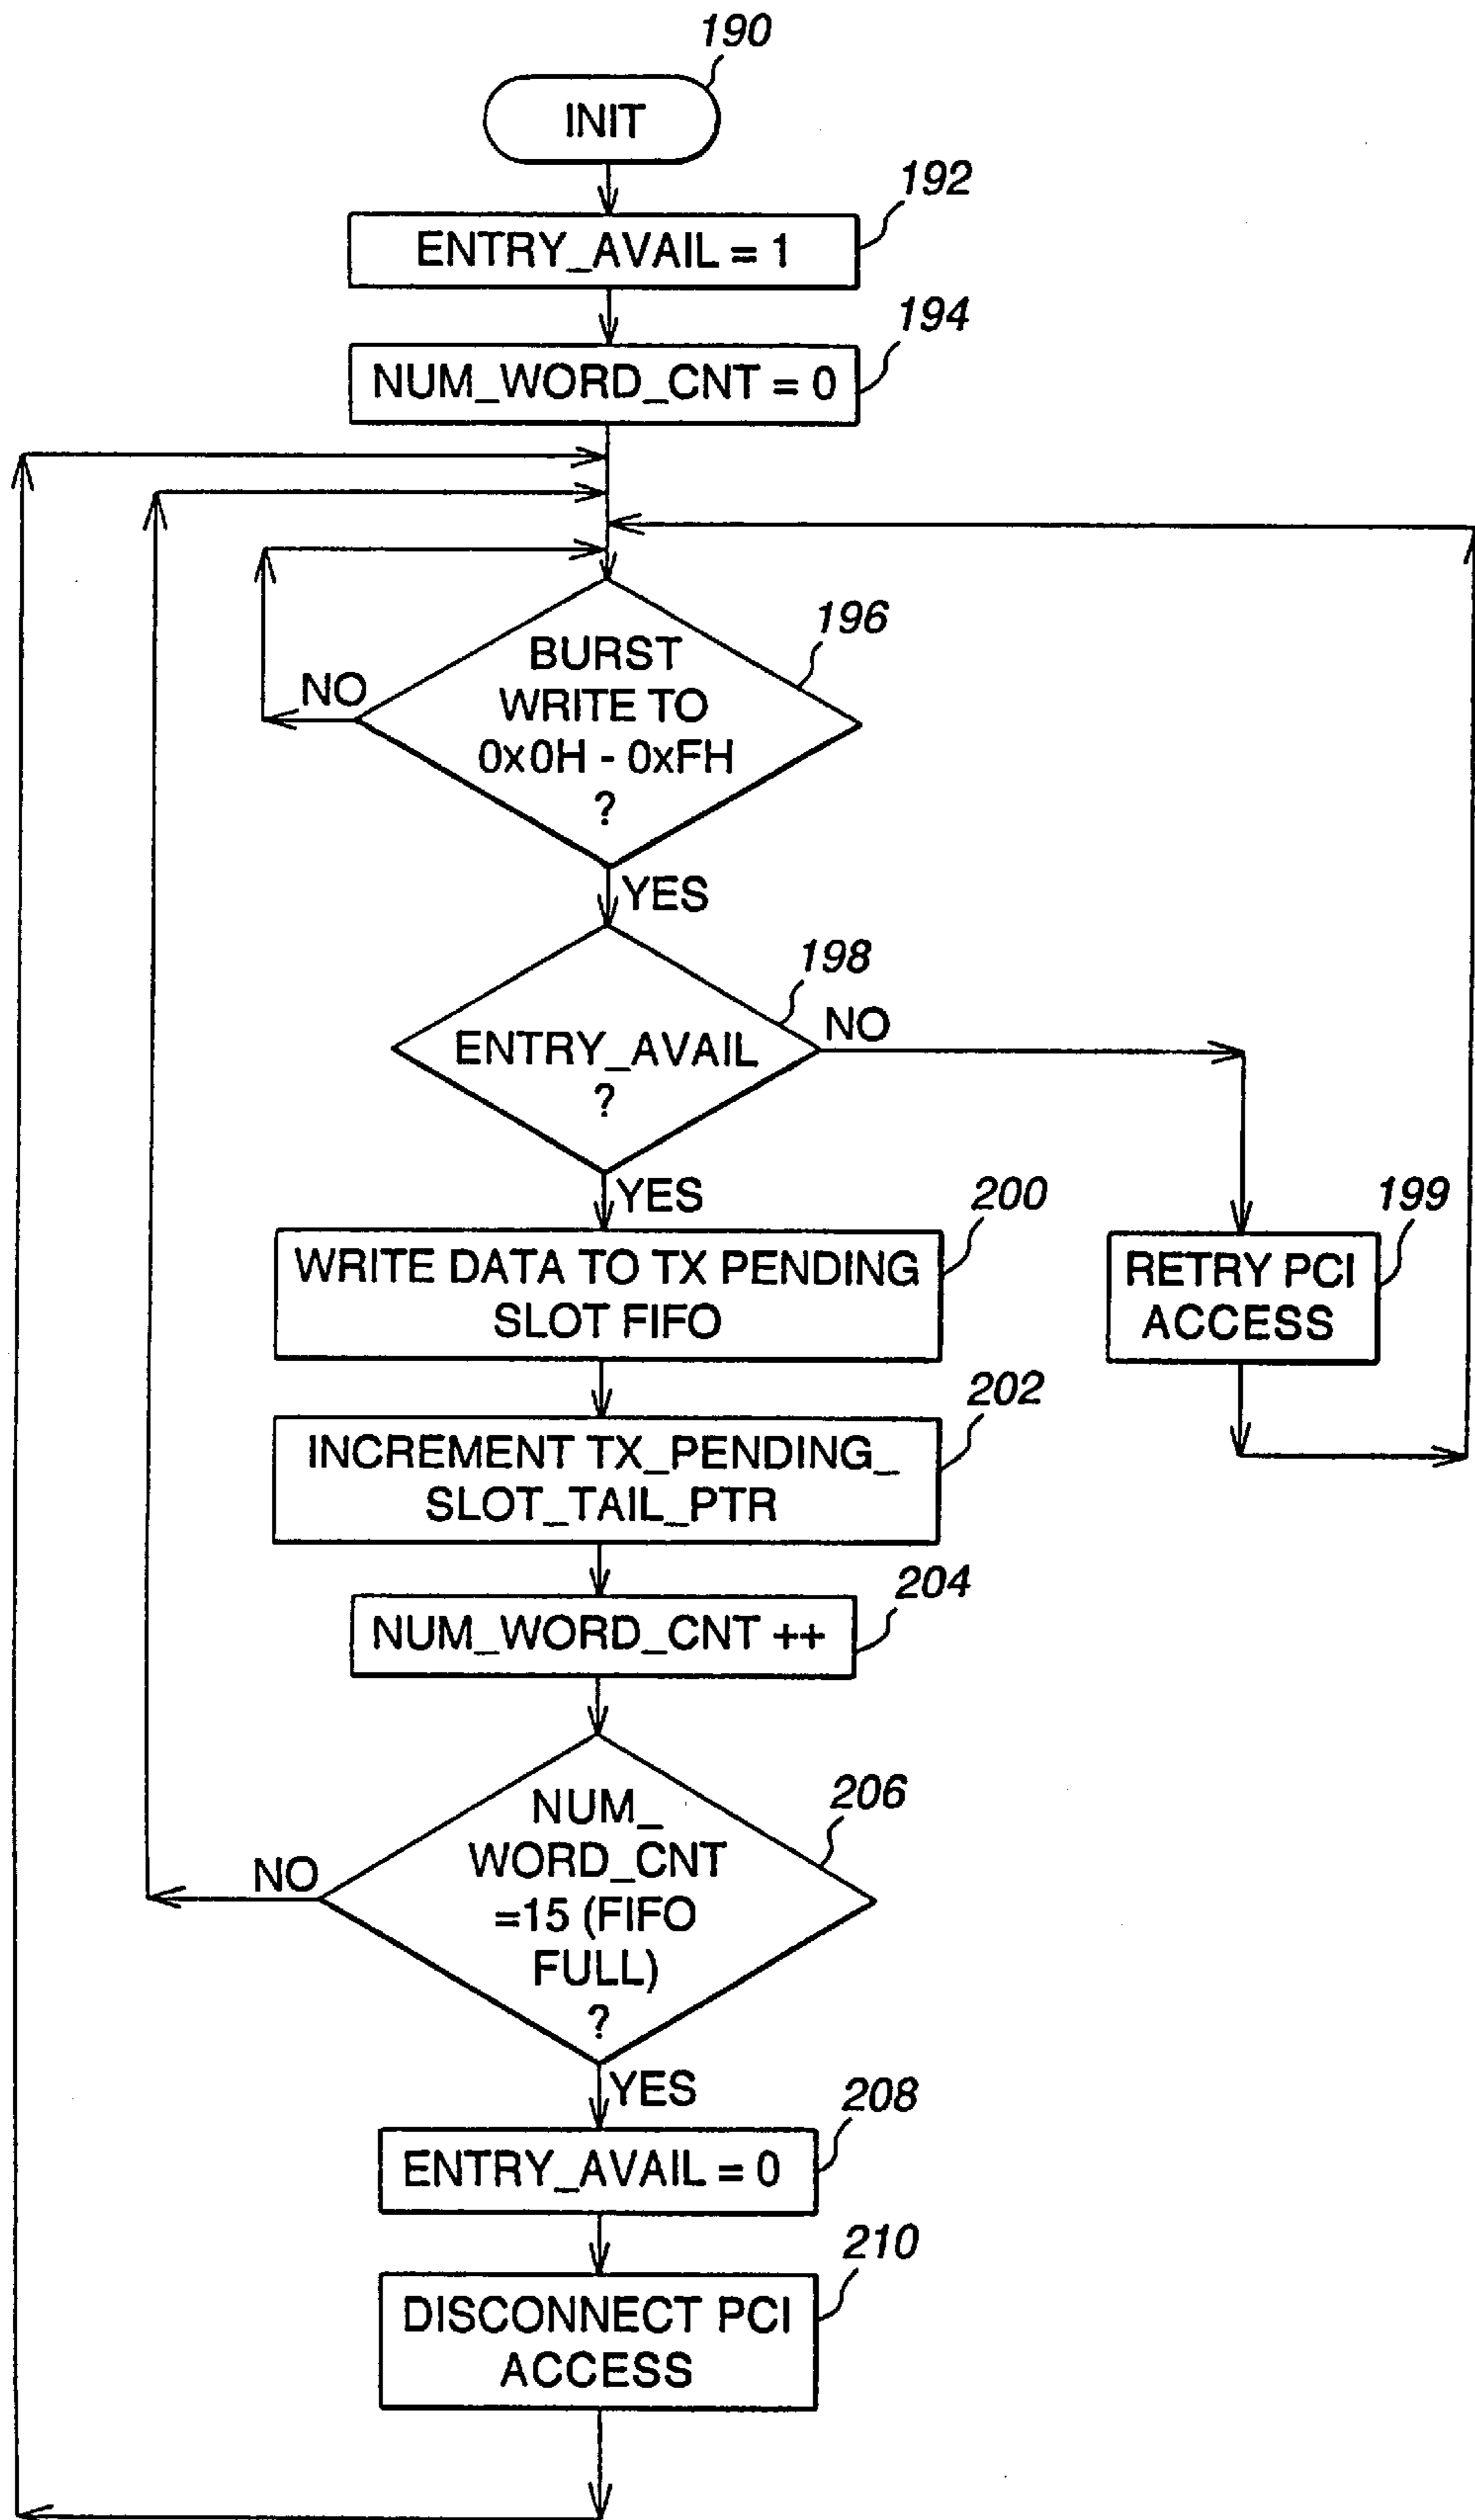 190
INIT
192
ENTRY_AVAIL = 1
194
NUM_WORD_CNT = 0
196
BURST
WRITE TO
0x0H - 0xFH
?
NO
YES
198
ENTRY_AVAIL
?
NO
YES
200
WRITE DATA TO TX PENDING
SLOT FIFO
199
RETRY PCI
ACCESS
202
INCREMENT TX_PENDING_
SLOT_TAIL_PTR
204
NUM_WORD_CNT ++
206
NUM_
WORD_CNT
=15 (FIFO
FULL)
?
NO
YES
208
ENTRY_AVAIL = 0
210
DISCONNECT PCI
ACCESS